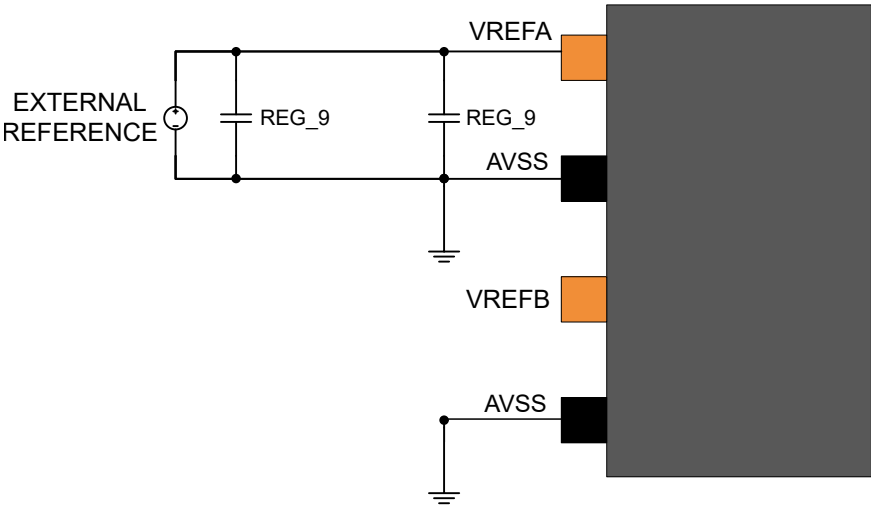 VREFA
EXTERNAL
REFERENCE
REG_9
REG_9
AVSS
VREFB
AVSS